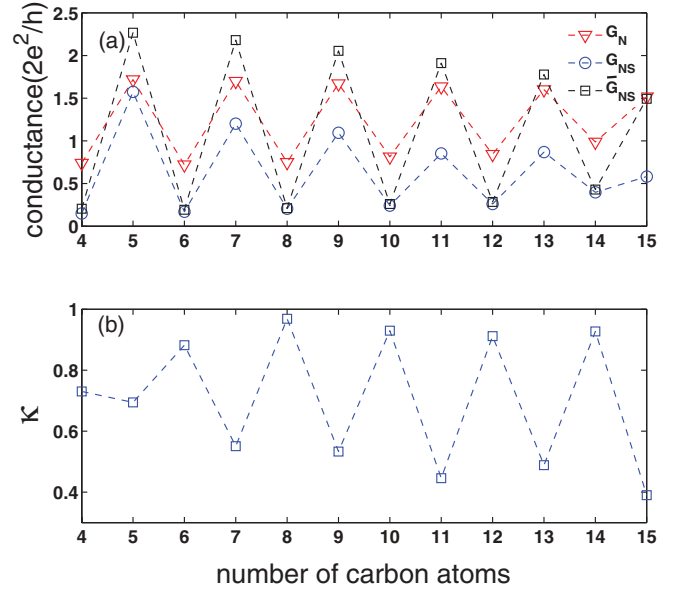 2.5
2
1.5
1
0.5
0
conductance(2e²/h)
(a)
G_N
G_NS
G̅_NS
4 5 6 7 8 9 10 11 12 13 14 15
1
0.8
0.6
0.4
κ
(b)
4 5 6 7 8 9 10 11 12 13 14 15
number of carbon atoms